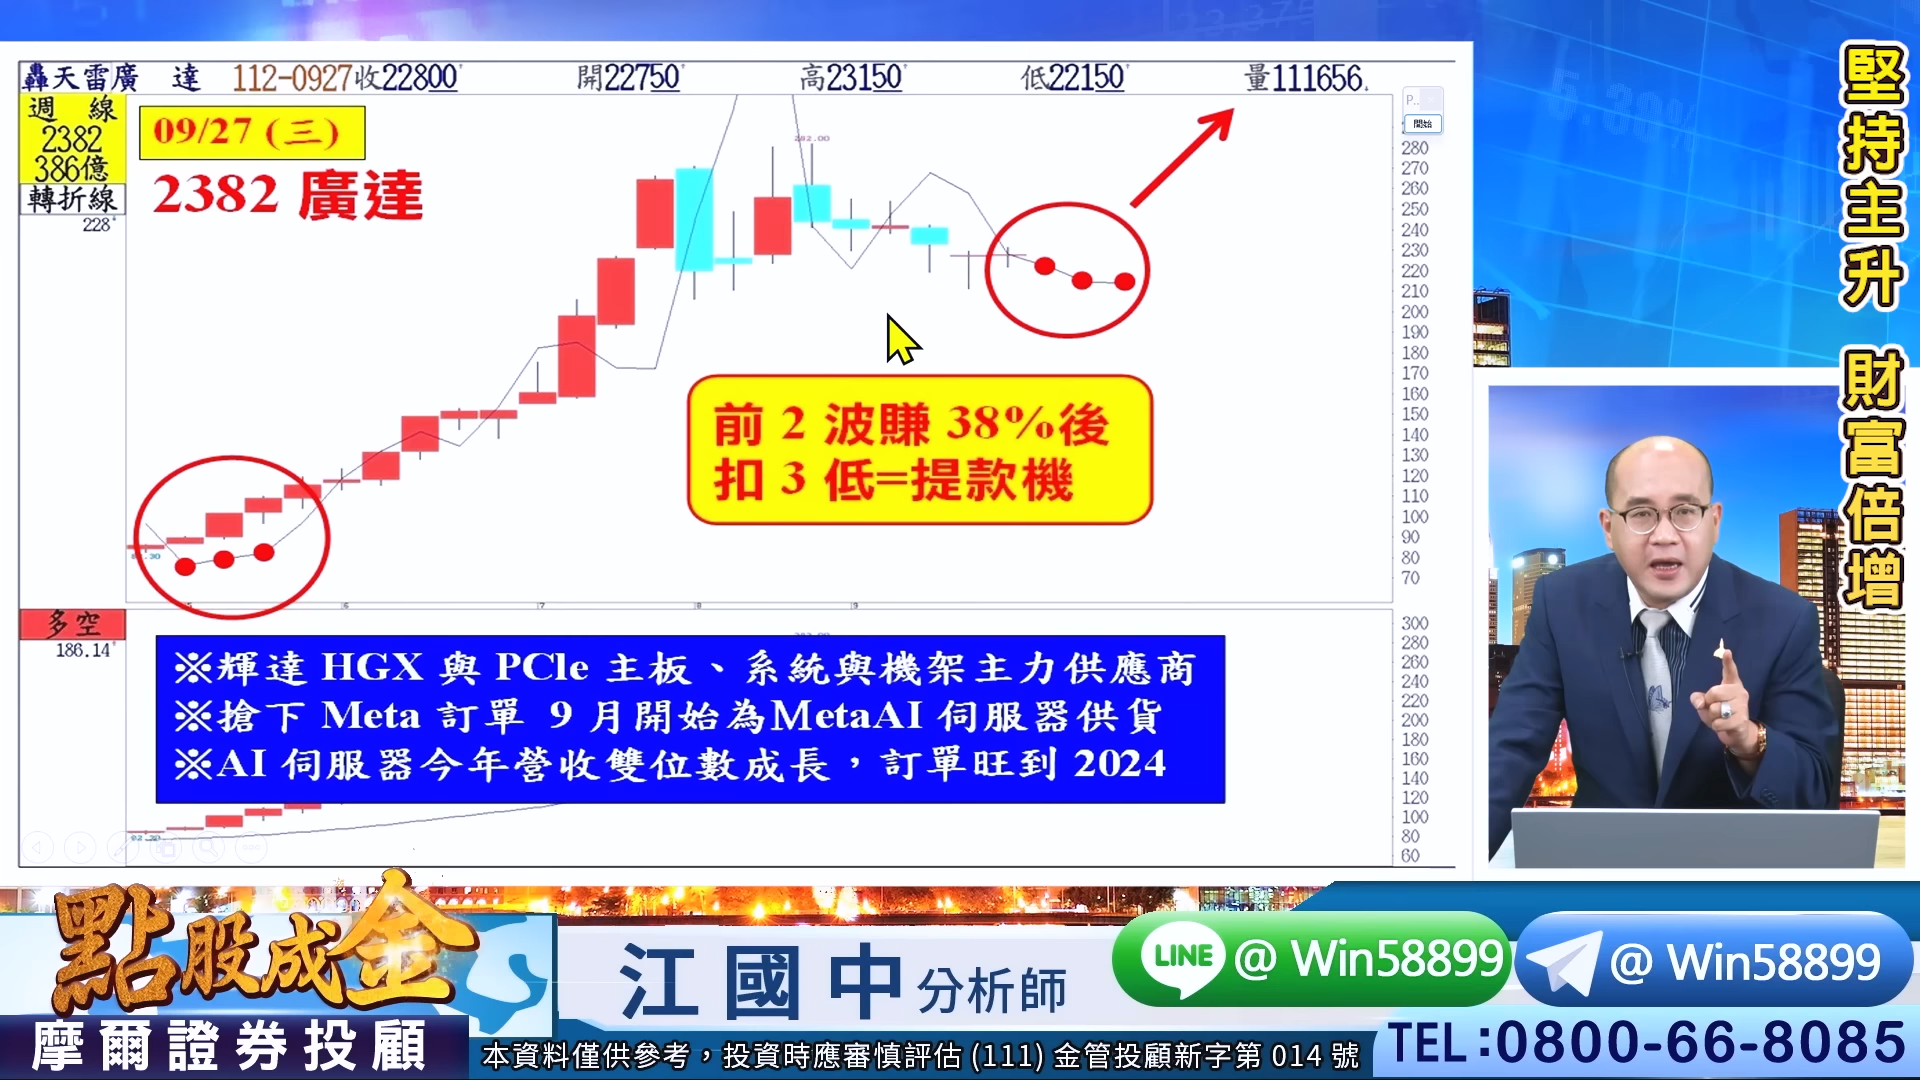 轟天雷廣 達 112-0927收22800 開22750 高23150 低22150 量111656
週 線
2382
386億
轉折線
228
09/27 (三)
2382 廣達
282.00
P..
開始
280
270
260
250
240
230
220
210
200
190
180
170
160
150
140
130
120
110
100
90
80
70
前 2 波賺 38%後
扣 3 低=提款機
6
7
8
9
多空
186.14
300
280
260
240
220
200
180
160
140
120
100
80
60
※輝達 HGX 與 PCle 主板、系統與機架主力供應商
※搶下 Meta 訂單 9 月開始為MetaAI 伺服器供貨
※AI 伺服器今年營收雙位數成長，訂單旺到 2024
堅持主升 財富倍增
點股成金
摩爾證券投顧
江國中 分析師
LINE @ Win58899
@ Win58899
TEL:0800-66-8085
本資料僅供參考，投資時應審慎評估 (111) 金管投顧新字第 014 號